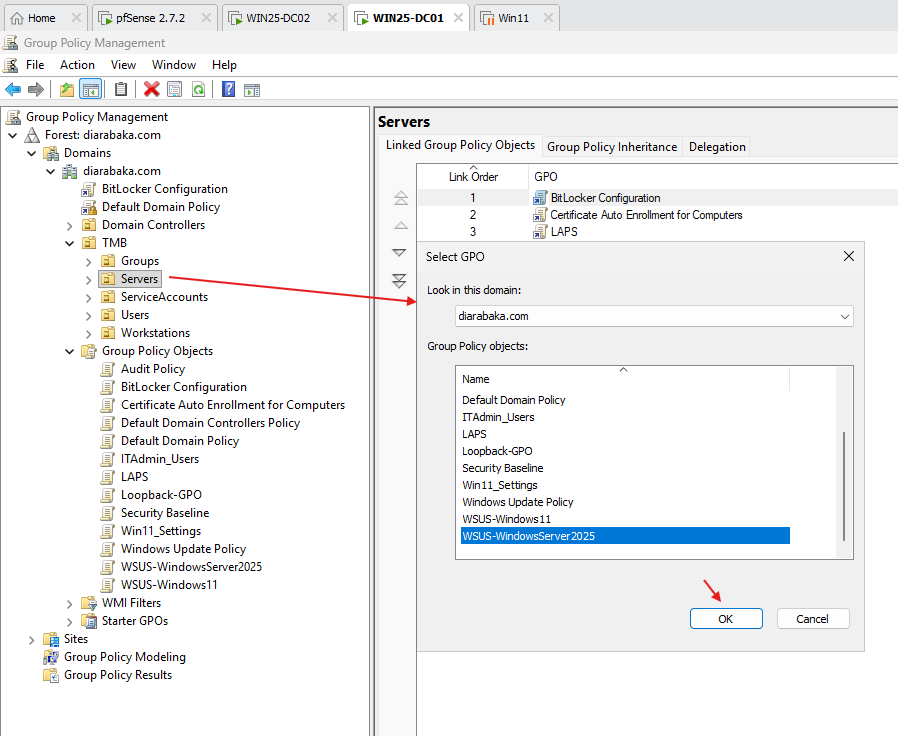 Home
pfSense 2.7.2
WIN25-DC02
WIN25-DC01
Win11
Group Policy Management
File Action View Window Help
Group Policy Management
Forest: diarabaka.com
Domains
diarabaka.com
BitLocker Configuration
Default Domain Policy
Domain Controllers
TMB
Groups
Servers
ServiceAccounts
Users
Workstations
Group Policy Objects
Audit Policy
BitLocker Configuration
Certificate Auto Enrollment for Computers
Default Domain Controllers Policy
Default Domain Policy
ITAdmin_Users
LAPS
Loopback-GPO
Security Baseline
Win11_Settings
Windows Update Policy
WSUS-WindowsServer2025
WSUS-Windows11
WMI Filters
Starter GPOs
Sites
Group Policy Modeling
Group Policy Results
Servers
Linked Group Policy Objects Group Policy Inheritance Delegation
Link Order GPO
1 BitLocker Configuration
2 Certificate Auto Enrollment for Computers
3 LAPS
Select GPO
Look in this domain:
diarabaka.com
Group Policy objects:
Name
Default Domain Policy
ITAdmin_Users
LAPS
Loopback-GPO
Security Baseline
Win11_Settings
Windows Update Policy
WSUS-Windows11
WSUS-WindowsServer2025
OK Cancel